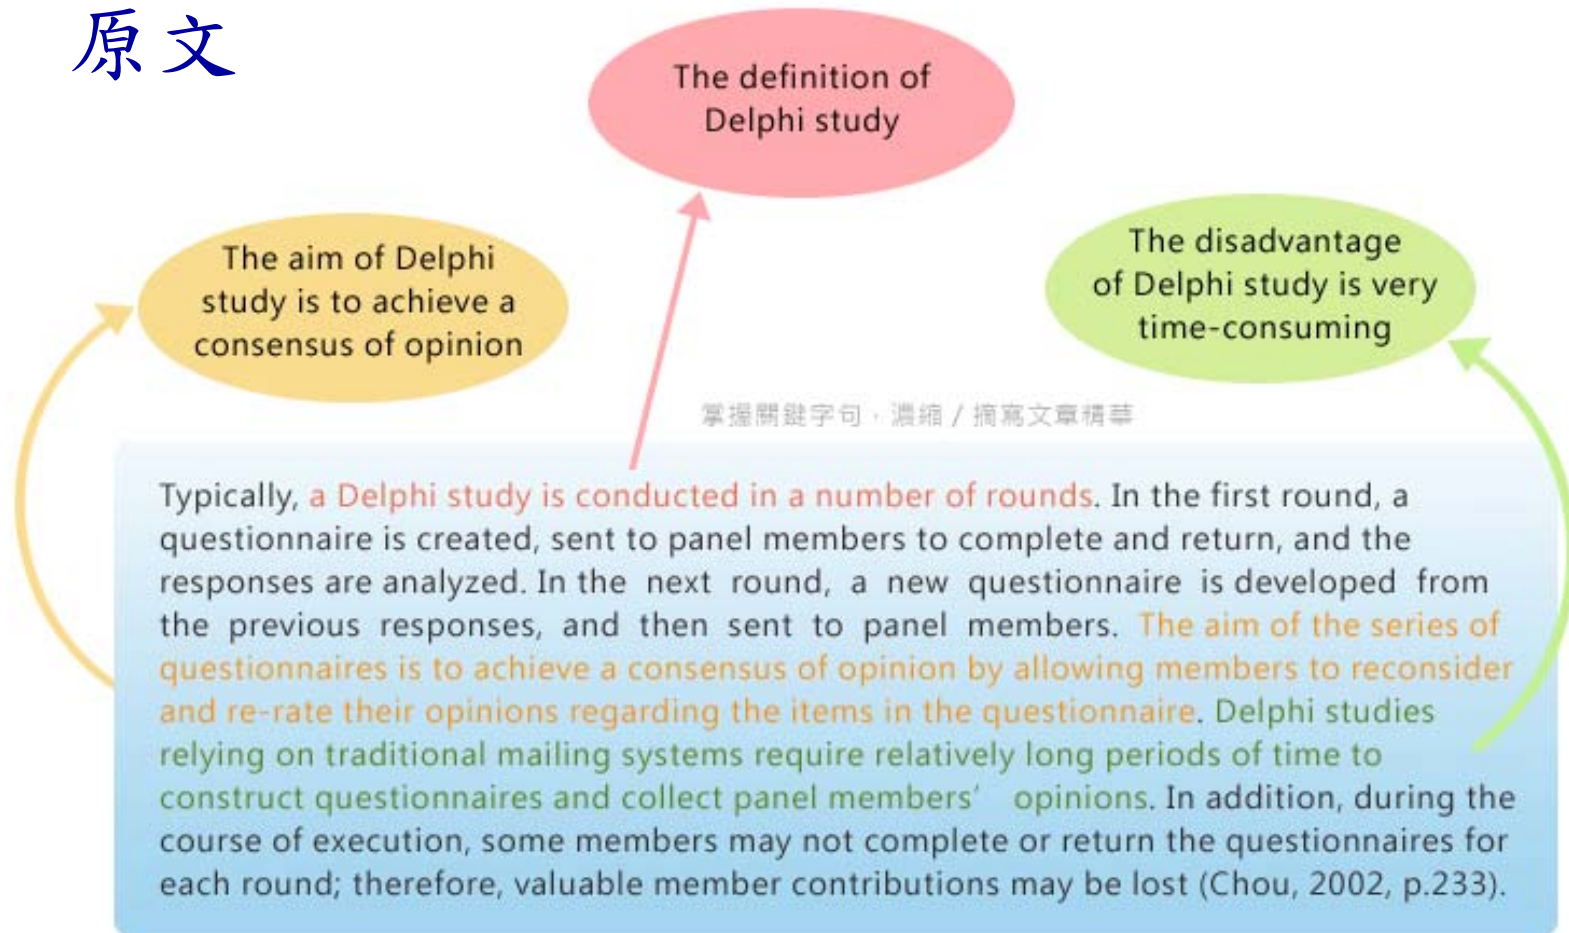 原文
The definition of
Delphi study
The aim of Delphi
study is to achieve a
consensus of opinion
The disadvantage
of Delphi study is very
time-consuming
掌握關鍵字句，濃縮 / 摘寫文章精華
Typically, a Delphi study is conducted in a number of rounds. In the first round, a
questionnaire is created, sent to panel members to complete and return, and the
responses are analyzed. In the next round, a new questionnaire is developed from
the previous responses, and then sent to panel members. The aim of the series of
questionnaires is to achieve a consensus of opinion by allowing members to reconsider
and re-rate their opinions regarding the items in the questionnaire. Delphi studies
relying on traditional mailing systems require relatively long periods of time to
construct questionnaires and collect panel members’ opinions. In addition, during the
course of execution, some members may not complete or return the questionnaires for
each round; therefore, valuable member contributions may be lost (Chou, 2002, p.233).